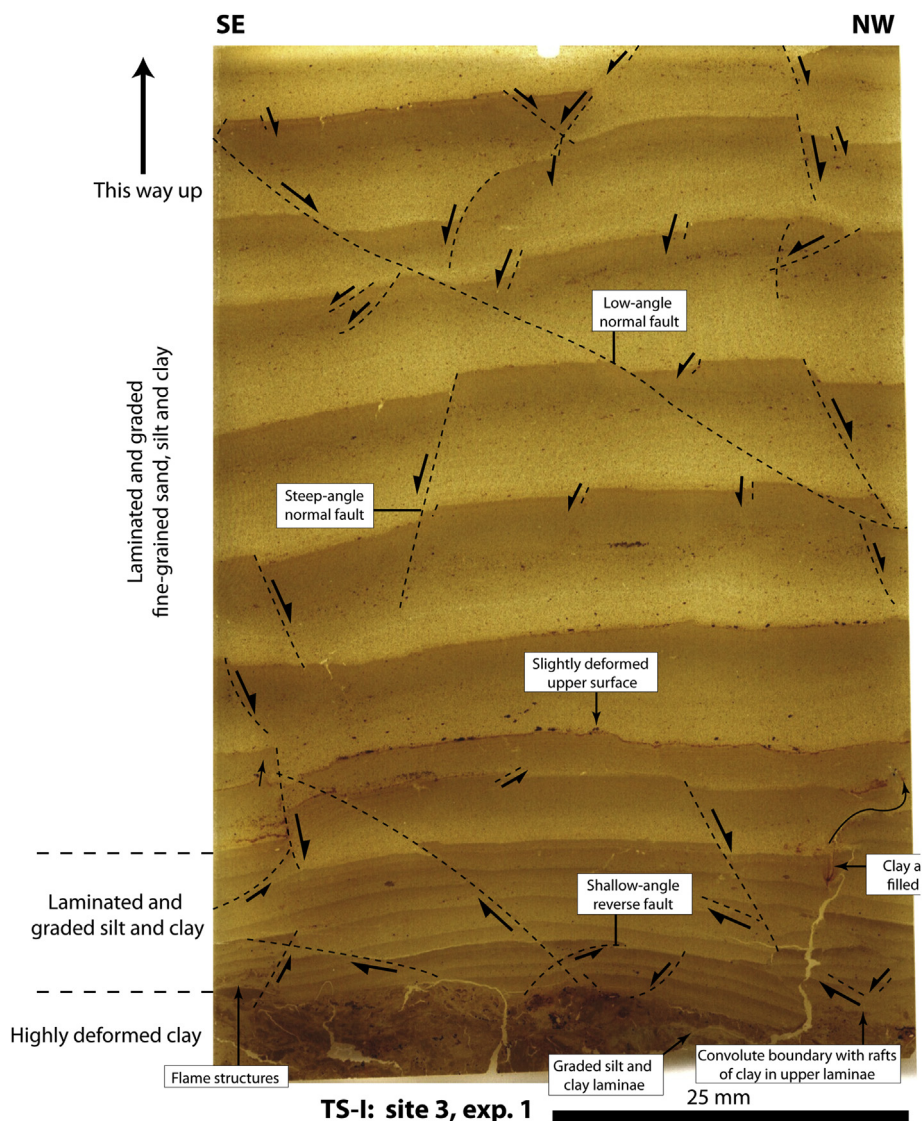 SE
NW
This way up
Low-angle
normal fault
Laminated and graded
fine-grained sand, silt and clay
Steep-angle
normal fault
Slightly deformed
upper surface
Clay a
filled
Laminated and
graded silt and clay
Shallow-angle
reverse fault
Highly deformed clay
Flame structures
Graded silt and
clay laminae
Convolute boundary with rafts
of clay in upper laminae
TS-I: site 3, exp. 1
25 mm